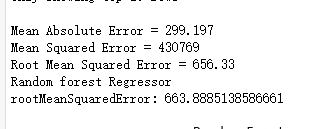 Mean Absolute Error = 299.197
Mean Squared Error = 430769
Root Mean Squared Error = 656.33
Random forest Regressor
rootMeanSquaredError: 663.8885138586661